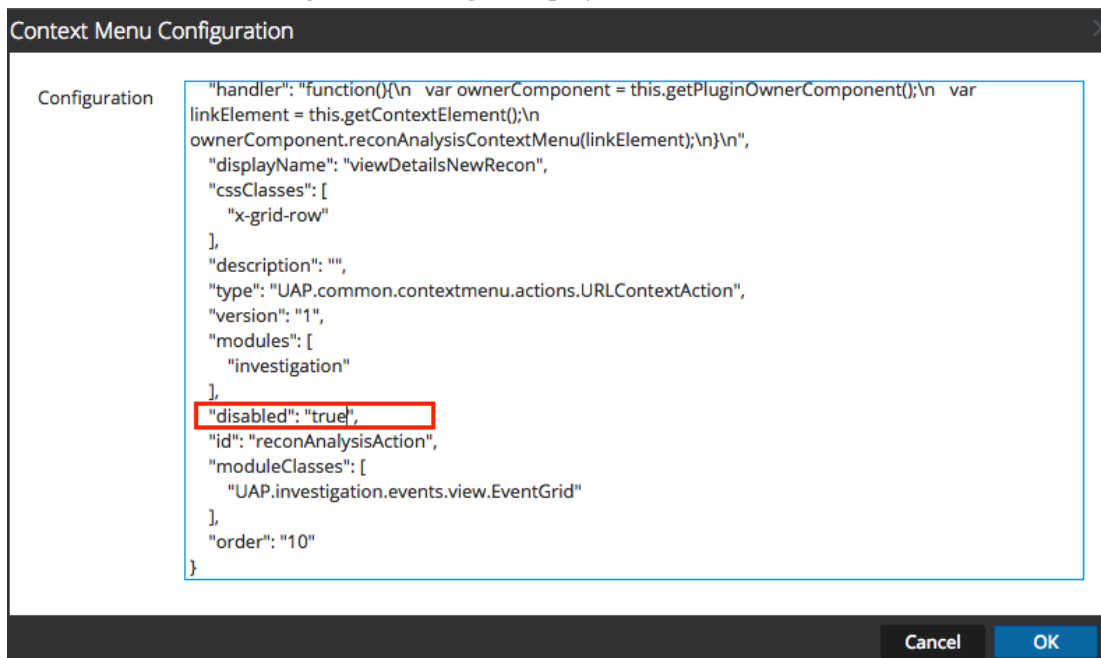 Context Menu Configuration
Configuration
"handler": "function(){\n   var ownerComponent = this.getPluginOwnerComponent();\n   var
linkElement = this.getContextElement();\n
ownerComponent.reconAnalysisContextMenu(linkElement);\n}\n",
"displayName": "viewDetailsNewRecon",
"cssClasses": [
"x-grid-row"
],
"description": "",
"type": "UAP.common.contextmenu.actions.URLContextAction",
"version": "1",
"modules": [
"investigation"
],
"disabled": "true",
"id": "reconAnalysisAction",
"moduleClasses": [
"UAP.investigation.events.view.EventGrid"
],
"order": "10"
}
Cancel
OK